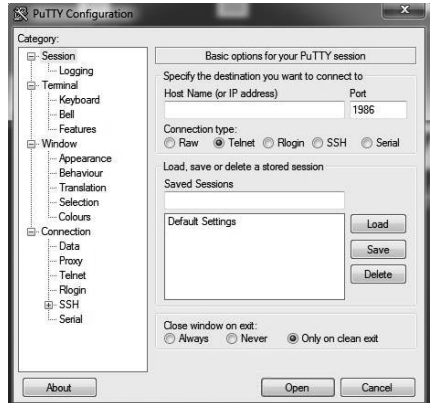 PuTTY Configuration
Category:
Session
Logging
Terminal
Keyboard
Bell
Features
Window
Appearance
Behaviour
Translation
Selection
Colours
Connection
Data
Proxy
Telnet
Rlogin
SSH
Serial
Basic options for your PuTTY session
Specify the destination you want to connect to
Host Name (or IP address) Port
1986
Connection type:
Raw Telnet Rlogin SSH Serial
Load, save or delete a stored session
Saved Sessions
Default Settings
Load
Save
Delete
Close window on exit:
Always Never Only on clean exit
About Open Cancel